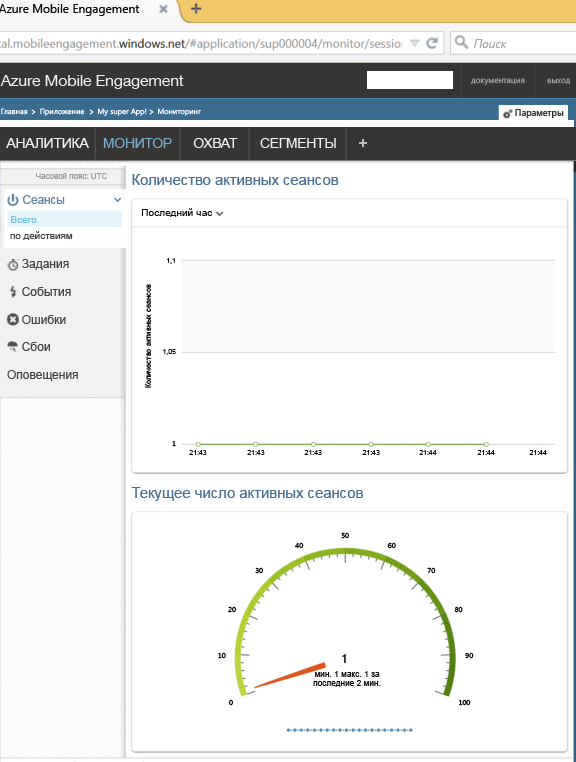 Azure Mobile Engagement
tal.mobileengagement.windows.net/#application/sup000004/monitor/sessio
Поиск
Azure Mobile Engagement
документация
выход
Главная > Приложение > My super App! > Мониторинг
Параметры
АНАЛИТИКА
МОНИТОР
ОХВАТ
СЕГМЕНТЫ
+
Часовой пояс: UTC
Сеансы
Всего
по действиям
Задания
События
Ошибки
Сбои
Оповещения
Количество активных сеансов
Последний час
Количество активных сеансов
1,1
1,05
1
21:43 21:43 21:43 21:43 21:44 21:44 21:44
Текущее число активных сеансов
0
10
20
30
40
50
60
70
80
90
100
1
мин. 1 макс. 1 за
последние 2 мин.